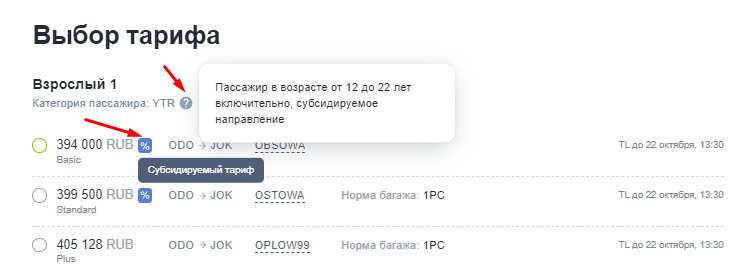 Выбор тарифа
Взрослый 1
Категория пассажира: YTR ?
Пассажир в возрасте от 12 до 22 лет
включительно, субсидируемое
направление
394 000 RUB % ODO → JOK OBSOWA TL до 22 октября, 13:30
Basic
Субсидируемый тариф
399 500 RUB % ODO → JOK OSTOWA Норма багажа: 1PC TL до 22 октября, 13:30
Standard
405 128 RUB ODO → JOK OPLOW99 Норма багажа: 1PC TL до 22 октября, 13:30
Plus